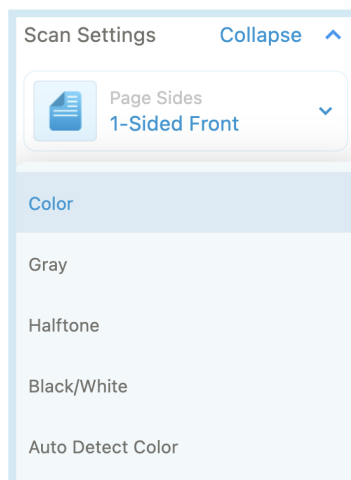 Scan Settings Collapse
Page Sides
1-Sided Front
Color
Gray
Halftone
Black/White
Auto Detect Color